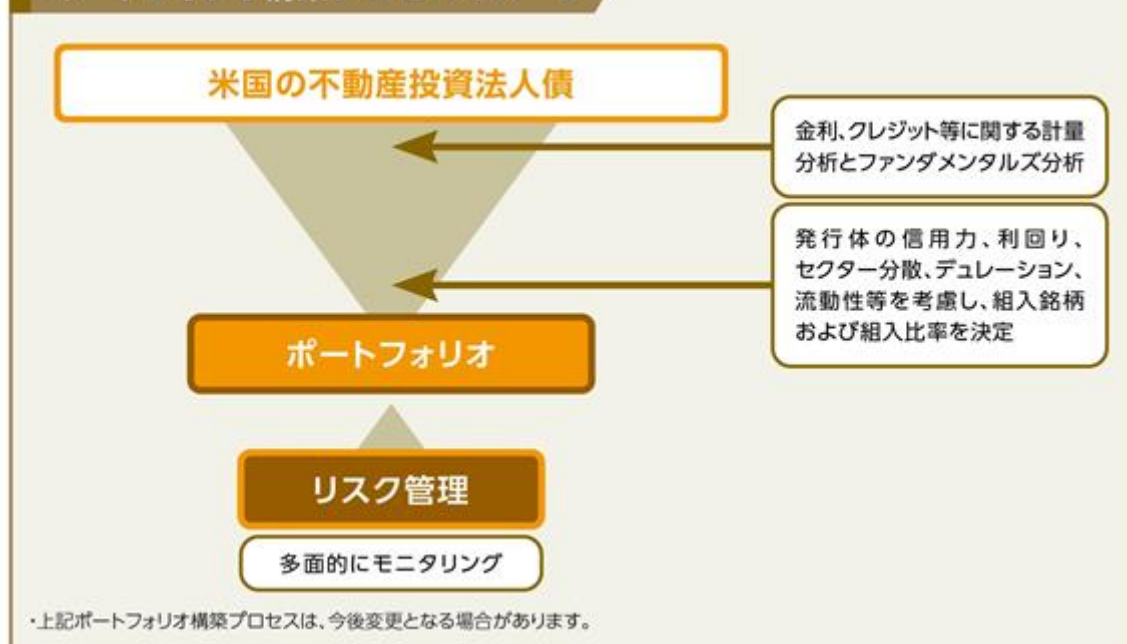 米国の不動産投資法人債
金利、クレジット等に関する計量
分析とファンダメンタルズ分析
発行体の信用力、利回り、
セクター分散、デュレーション、
流動性等を考慮し、組入銘柄
および組入比率を決定
ポートフォリオ
リスク管理
多面的にモニタリング
・上記ポートフォリオ構築プロセスは、今後変更となる場合があります。